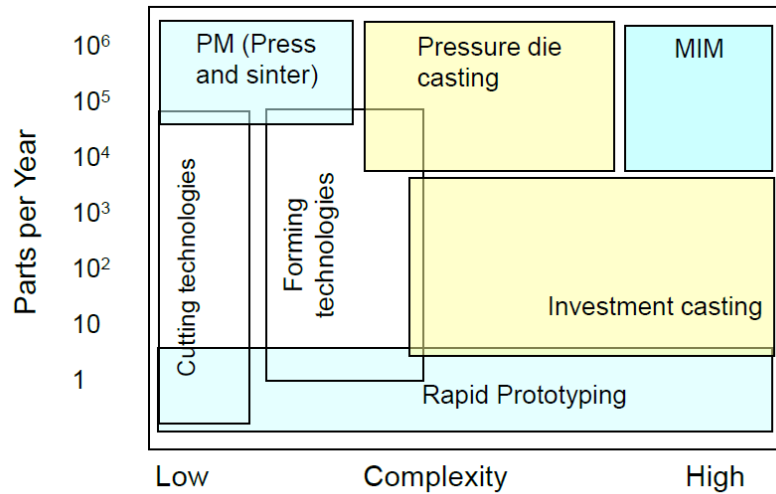 Parts per Year
10⁶
10⁵
10⁴
10³
10²
10
1
PM (Press
and sinter)
Pressure die
casting
MIM
Cutting technologies
Forming
technologies
Investment casting
Rapid Prototyping
Low
Complexity
High